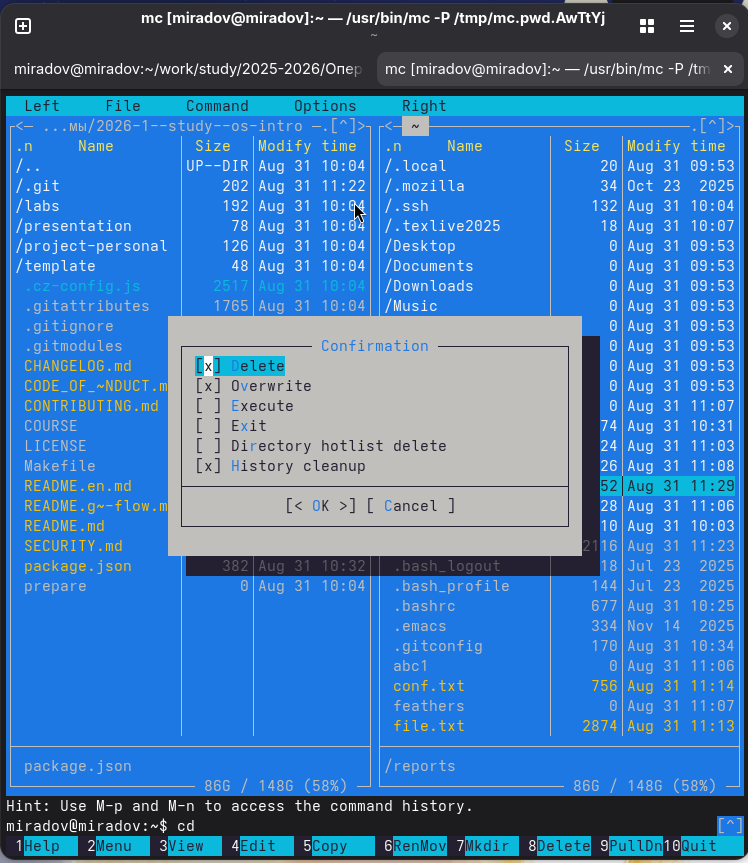 mc [miradov@miradov]:~ — /usr/bin/mc -P /tmp/mc.pwd.AwTtYj
~
miradov@miradov:~/work/study/2025-2026/Опер
mc [miradov@miradov]:~ — /usr/bin/mc -P /tm
Left File Command Options Right
<— ...мы/2026-1--study--os-intro —.[^]>
<— ~ —.[^]>
.n Name Size Modify time .n Name Size Modify time
/.. UP--DIR Aug 31 10:04 /.local 20 Aug 31 09:53
/.git 202 Aug 31 11:22 /.mozilla 34 Oct 23 2025
/labs 192 Aug 31 10:04 /.ssh 132 Aug 31 10:04
/presentation 78 Aug 31 10:04 /.texlive2025 18 Aug 31 10:07
/project-personal 126 Aug 31 10:04 /Desktop 0 Aug 31 09:53
/template 48 Aug 31 10:04 /Documents 0 Aug 31 09:53
.cz-config.js 2517 Aug 31 10:04 /Downloads 0 Aug 31 09:53
.gitattributes 1765 Aug 31 10:04 /Music 0 Aug 31 09:53
.gitignore 0 Aug 31 09:53
.gitmodules 0 Aug 31 09:53
CHANGELOG.md 0 Aug 31 09:53
CODE_OF_~NDUCT.m 0 Aug 31 09:53
CONTRIBUTING.md 0 Aug 31 11:07
COURSE 74 Aug 31 10:31
LICENSE 24 Aug 31 11:03
Makefile 26 Aug 31 11:08
README.en.md 52 Aug 31 11:29
README.g~-flow.m 28 Aug 31 11:06
README.md 10 Aug 31 10:03
SECURITY.md 2116 Aug 31 11:23
package.json 382 Aug 31 10:32 .bash_logout 18 Jul 23 2025
prepare 0 Aug 31 10:04 .bash_profile 144 Jul 23 2025
.bashrc 677 Aug 31 10:25
.emacs 334 Nov 14 2025
.gitconfig 170 Aug 31 10:34
abc1 0 Aug 31 11:06
conf.txt 756 Aug 31 11:14
feathers 0 Aug 31 11:07
file.txt 2874 Aug 31 11:13
Confirmation
[x] Delete
[x] Overwrite
[ ] Execute
[ ] Exit
[ ] Directory hotlist delete
[x] History cleanup
[< OK >] [ Cancel ]
package.json /reports
86G / 148G (58%) 86G / 148G (58%)
Hint: Use M-p and M-n to access the command history.
miradov@miradov:~$ cd [^]
1Help 2Menu 3View 4Edit 5Copy 6RenMov 7Mkdir 8Delete 9PullDn 10Quit